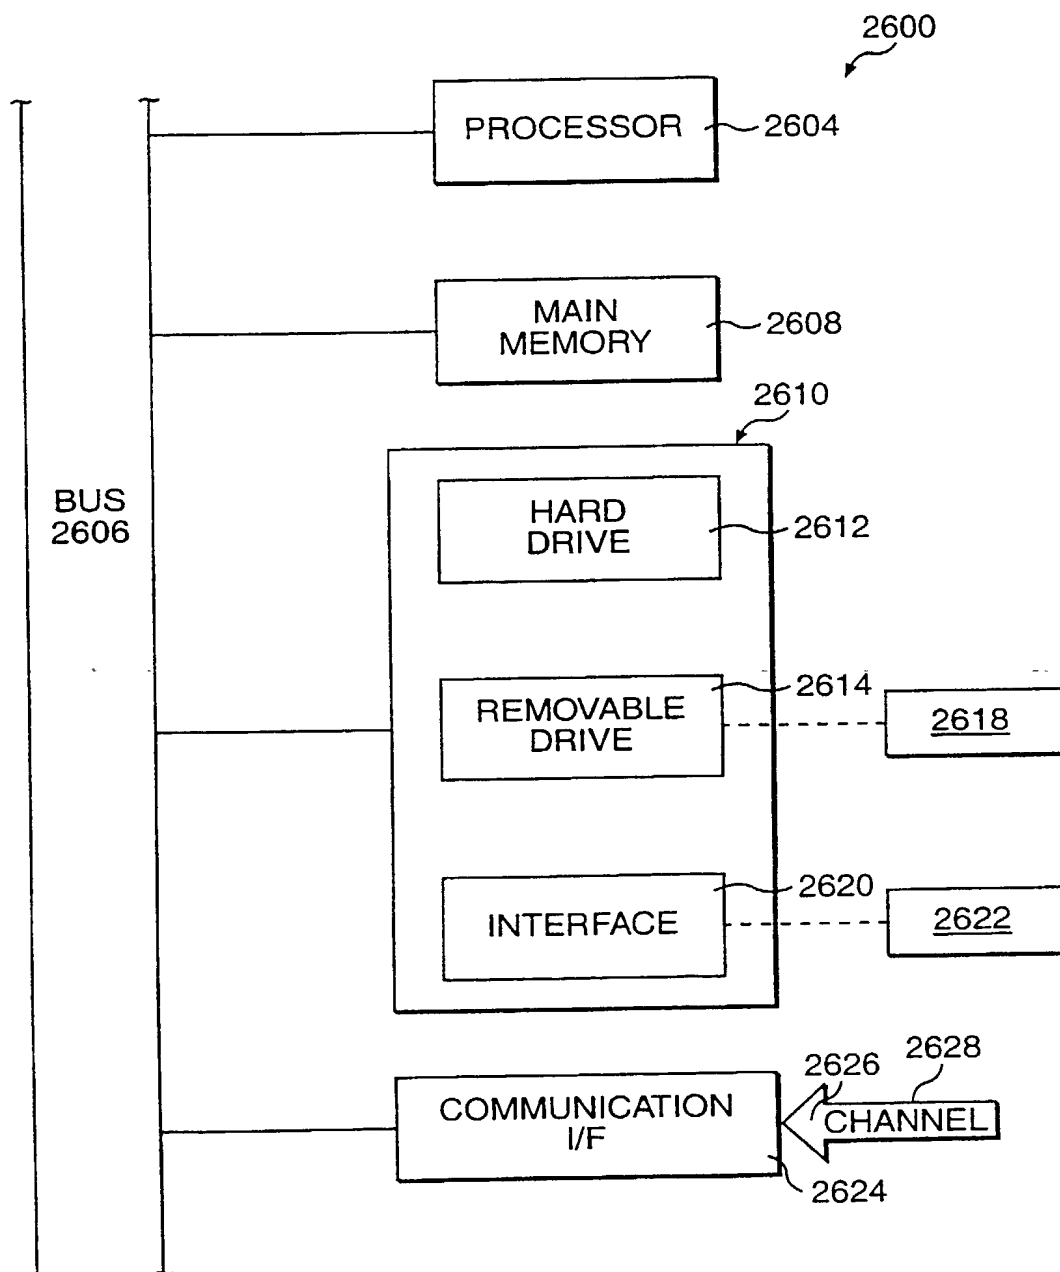 2600
PROCESSOR
2604
MAIN
MEMORY
2608
2610
BUS
2606
HARD
DRIVE
2612
REMOVABLE
DRIVE
2614
2618
INTERFACE
2620
2622
COMMUNICATION
I/F
2624
2626
2628
CHANNEL